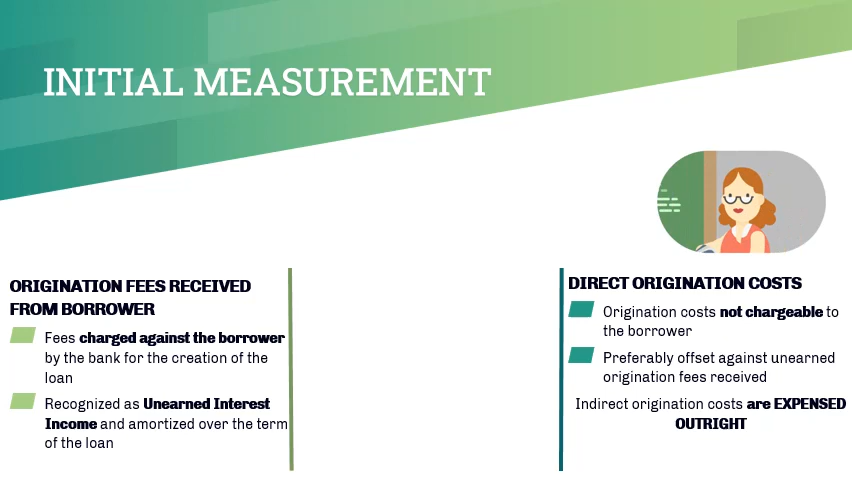 INITIAL MEASUREMENT
ORIGINATION FEES RECEIVED
FROM BORROWER
Fees charged against the borrower
by the bank for the creation of the
loan
Recognized as Unearned Interest
Income and amortized over the term
of the loan
DIRECT ORIGINATION COSTS
Origination costs not chargeable to
the borrower
Preferably offset against unearned
origination fees received
Indirect origination costs are EXPENSED
OUTRIGHT